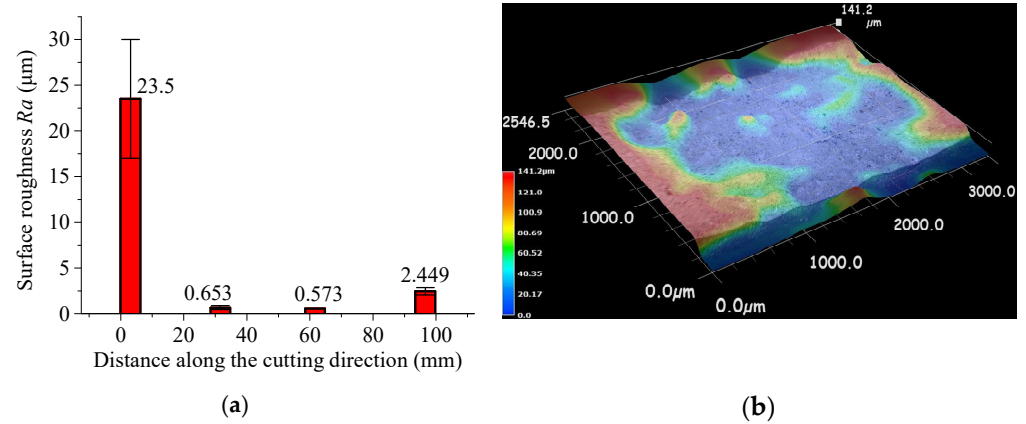 Surface roughness Ra (μm)
30
25
20
15
10
5
0
23.5
0.653
0.573
2.449
0 20 40 60 80 100
Distance along the cutting direction (mm)
(a)
141.2
μm
2546.5
2000.0
1000.0
0.0μm
0.0μm
1000.0
2000.0
3000.0
141.2μm
121.0
100.9
80.69
60.52
40.35
20.17
0.0
(b)